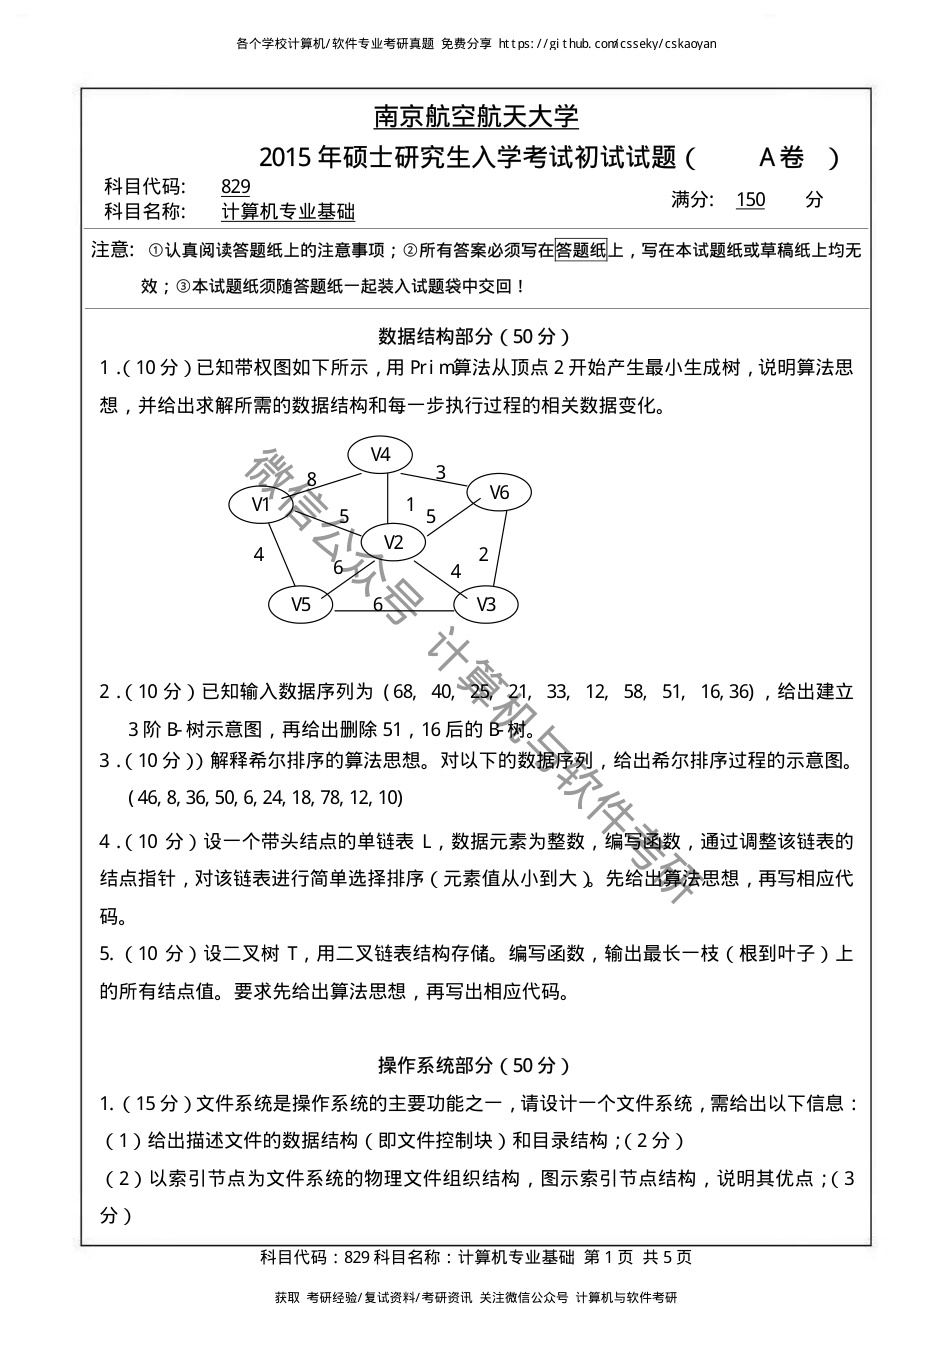 各个学校计算机/软件专业考研真题 免费分享 https://github.com/csseky/cskaoyan
南京航空航天大学
2015 年硕士研究生入学考试初试试题( A 卷 )
科目代码: 829
满分: 150 分
科目名称: 计算机专业基础
注意: ①认真阅读答题纸上的注意事项;②所有答案必须写在答题纸上,写在本试题纸或草稿纸上均无
效;③本试题纸须随答题纸一起装入试题袋中交回!
数据结构部分(50 分)
1.(10 分)已知带权图如下所示,用 Prim算法从顶点 2 开始产生最小生成树,说明算法思
想,并给出求解所需的数据结构和每一步执行过程的相关数据变化。
V4
8
3
V1
V6
1
5
5
V2
4
6
4
2
V5
6
V3
2.(10 分)已知输入数据序列为 (68, 40, 25, 21, 33, 12, 58, 51, 16,36),给出建立
3 阶 B-树示意图,再给出删除 51,16 后的 B-树。
3.(10 分))解释希尔排序的算法思想。对以下的数据序列,给出希尔排序过程的示意图。
(46,8,36,50,6,24,18,78,12,10)
4.(10 分)设一个带头结点的单链表 L,数据元素为整数,编写函数,通过调整该链表的
结点指针,对该链表进行简单选择排序(元素值从小到大)。先给出算法思想,再写相应代
码。
5.(10 分)设二叉树 T,用二叉链表结构存储。编写函数,输出最长一枝(根到叶子)上
的所有结点值。要求先给出算法思想,再写出相应代码。
操作系统部分(50 分)
1.(15 分)文件系统是操作系统的主要功能之一,请设计一个文件系统,需给出以下信息:
(1)给出描述文件的数据结构(即文件控制块)和目录结构;(2 分)
(2)以索引节点为文件系统的物理文件组织结构,图示索引节点结构,说明其优点;(3
分)
微信公众号 计算机与软件考研
科目代码:829 科目名称:计算机专业基础 第 1 页 共 5 页
获取 考研经验/复试资料/考研资讯 关注微信公众号 计算机与软件考研